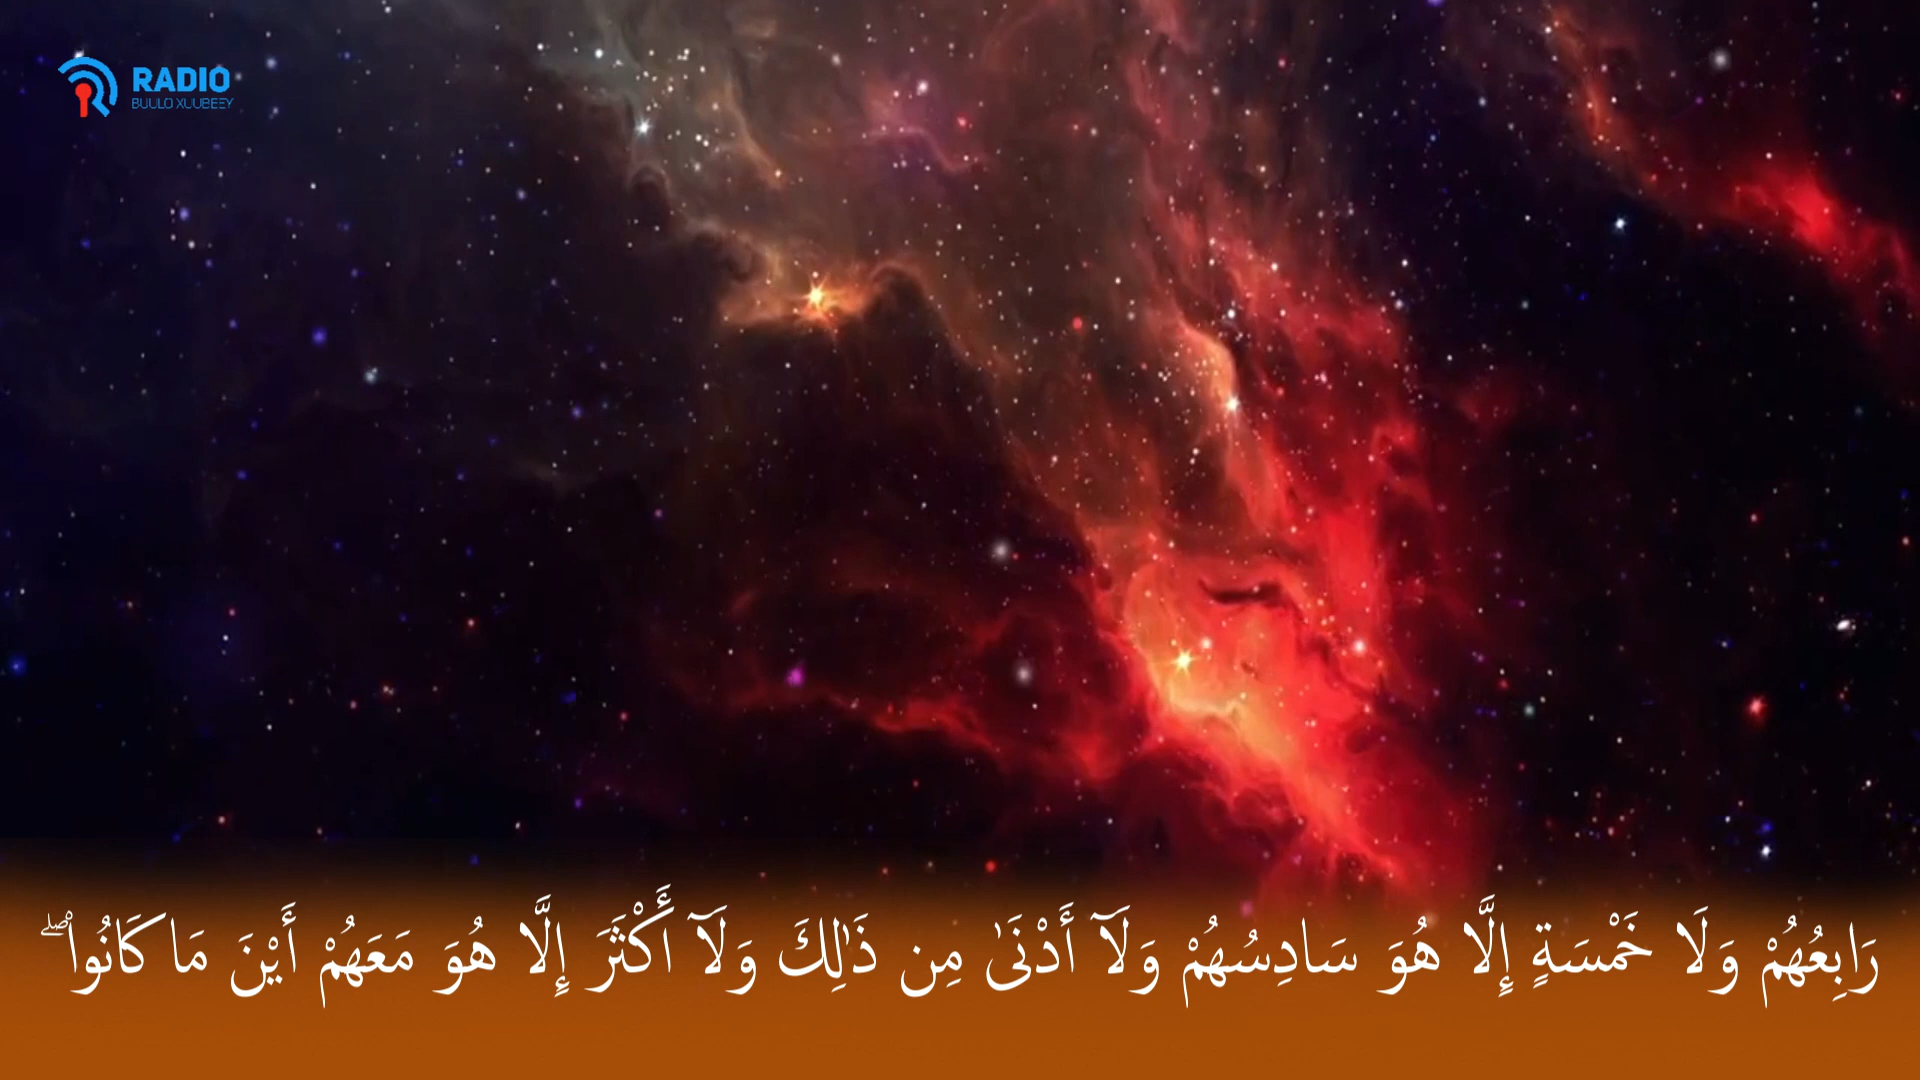 RADIO
BUULO XUUBEEY
رَابِعُهُمْ وَلَا خَمْسَةٍ إِلَّا هُوَ سَادِسُهُمْ وَلَآ أَدْنَىٰ مِن ذَٰلِكَ وَلَآ أَكْثَرَ إِلَّا هُوَ مَعَهُمْ أَيْنَ مَا كَانُوا۟ ۖ